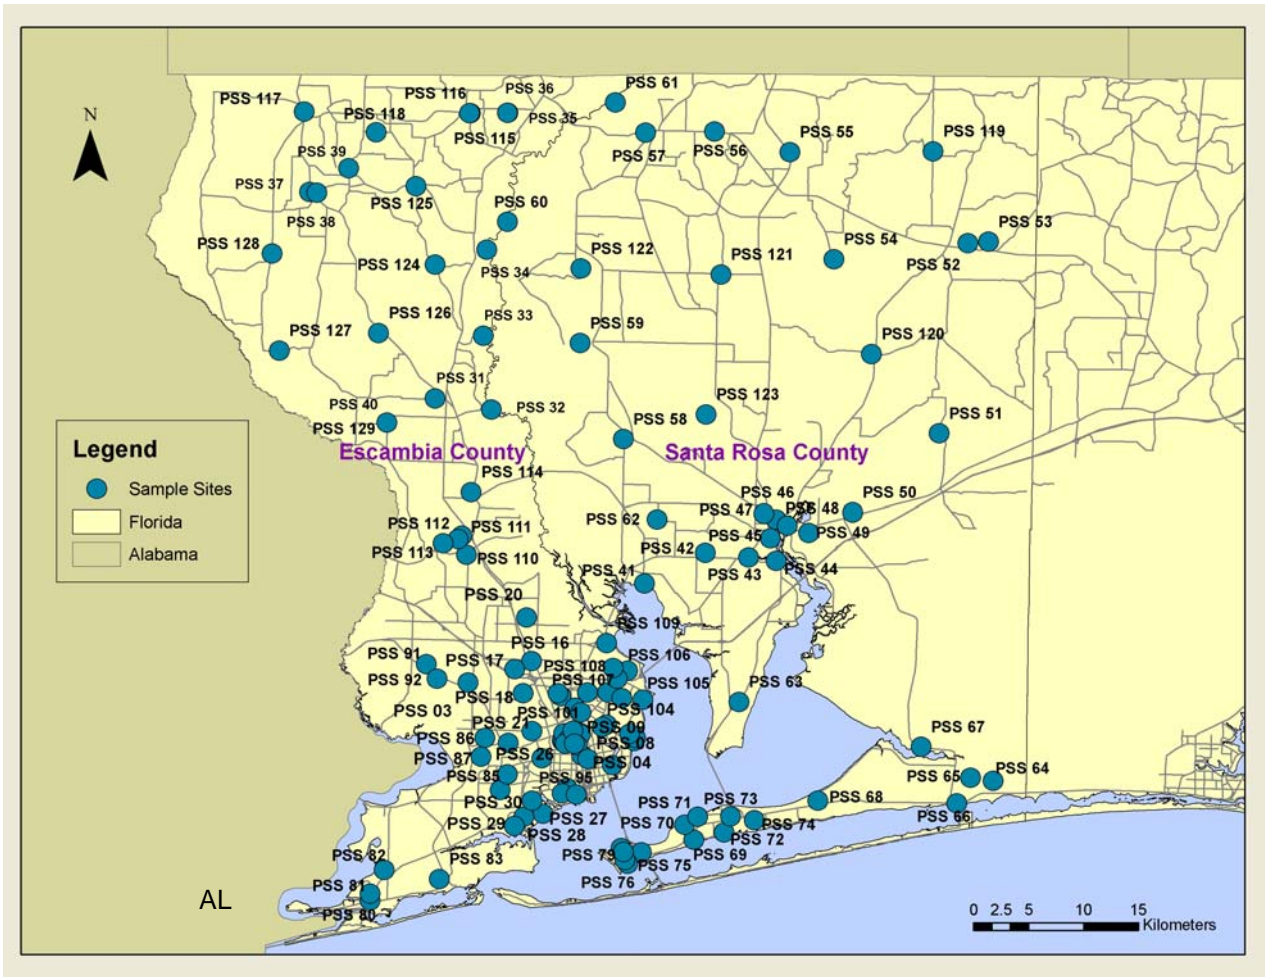 PSS 61
PSS 36
PSS 116
PSS 117
PSS 118
PSS 35
PSS 115
PSS 55
PSS 119
N
PSS 57
PSS 56
PSS 39
PSS 37
PSS 125
PSS 60
PSS 38
PSS 53
PSS 128
PSS 122
PSS 121
PSS 54
PSS 124
PSS 34
PSS 52
PSS 126
PSS 33
PSS 59
PSS 127
PSS 120
PSS 31
PSS 123
PSS 40
PSS 32
PSS 58
PSS 51
PSS 129
Escambia County
Santa Rosa County
Legend
Sample Sites
Florida
Alabama
PSS 114
PSS 46
PSS 50
PSS 47
PSS 48
PSS 62
PSS 112
PSS 111
PSS 45
PSS 49
PSS 113
PSS 110
PSS 42
PSS 43
PSS 44
PSS 41
PSS 20
PSS 109
PSS 16
PSS 91
PSS 17
PSS 108
PSS 106
PSS 92
PSS 107
PSS 105
PSS 18
PSS 63
PSS 03
PSS 101
PSS 104
PSS 21
PSS 09
PSS 86
PSS 08
PSS 67
PSS 87
PSS 26
PSS 04
PSS 85
PSS 95
PSS 65
PSS 64
PSS 30
PSS 71
PSS 73
PSS 68
PSS 66
PSS 29
PSS 27
PSS 70
PSS 74
PSS 28
PSS 72
PSS 82
PSS 83
PSS 79
PSS 69
PSS 75
PSS 81
PSS 76
AL
PSS 80
0 2.5 5 10 15
Kilometers